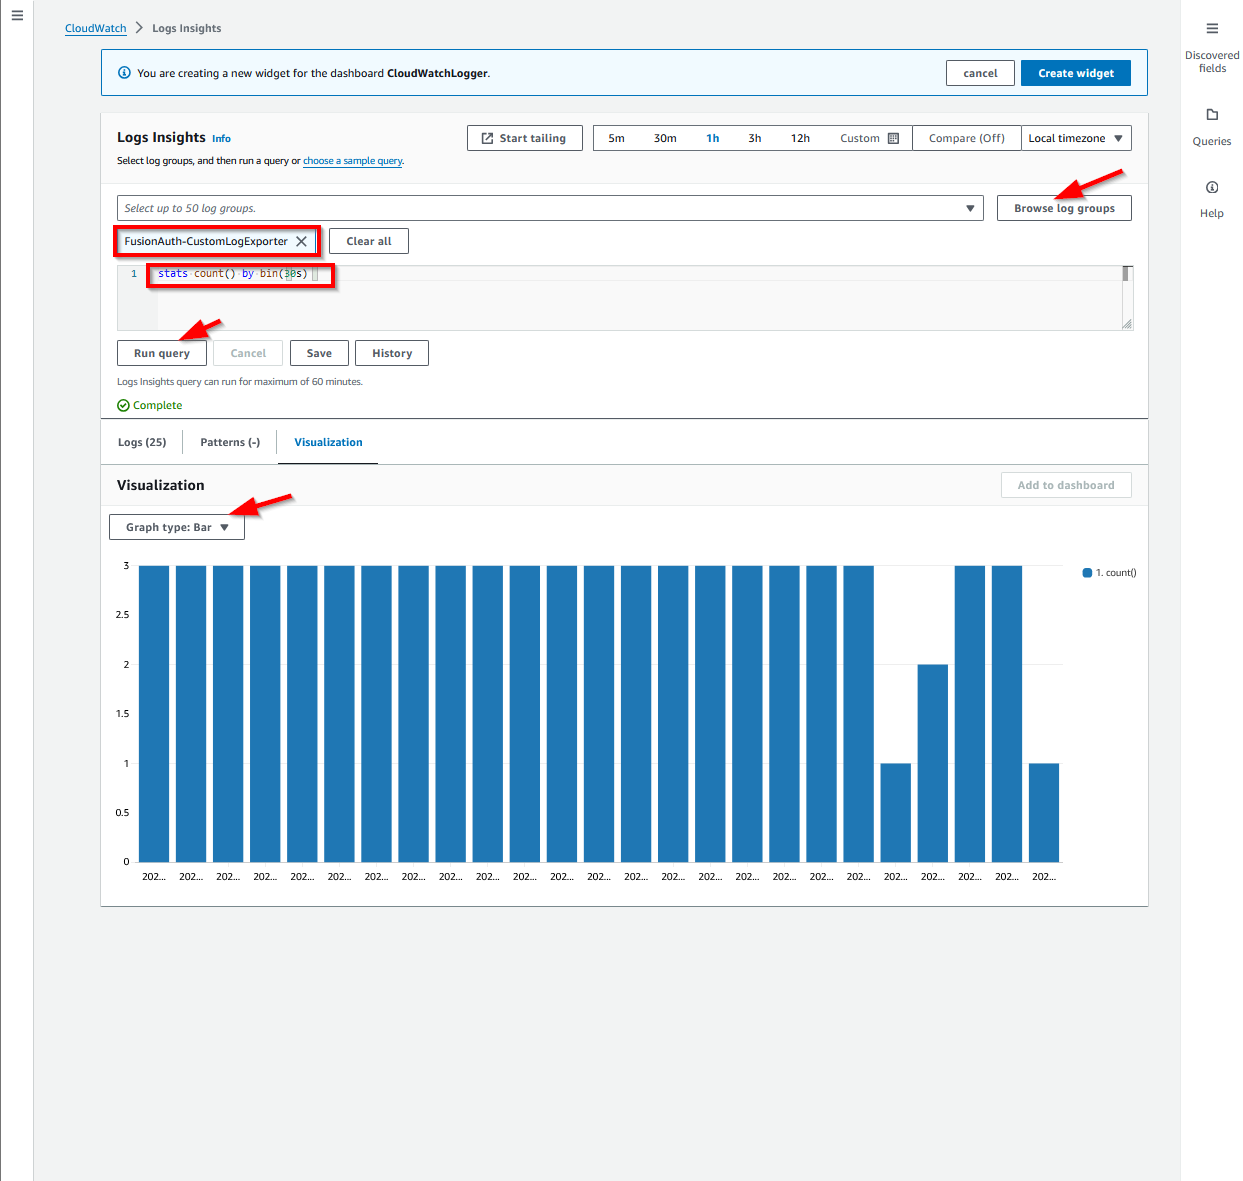 CloudWatch > Logs Insights
Discovered
fields
Queries
Help
You are creating a new widget for the dashboard CloudWatchLogger.
cancel
Create widget
Logs Insights Info
Start tailing
5m 30m 1h 3h 12h Custom
Compare (Off)
Local timezone
Select log groups, and then run a query or choose a sample query.
Select up to 50 log groups.
Browse log groups
FusionAuth-CustomLogExporter
Clear all
1 stats count() by bin(30s)
Run query
Cancel
Save
History
Logs Insights query can run for maximum of 60 minutes.
Complete
Logs (25)
Patterns (-)
Visualization
Visualization
Add to dashboard
Graph type: Bar
3
2.5
2
1.5
1
0.5
0
1. count()
202... 202... 202... 202... 202... 202... 202... 202... 202... 202... 202... 202... 202... 202... 202... 202... 202... 202... 202... 202... 202... 202... 202... 202... 202...